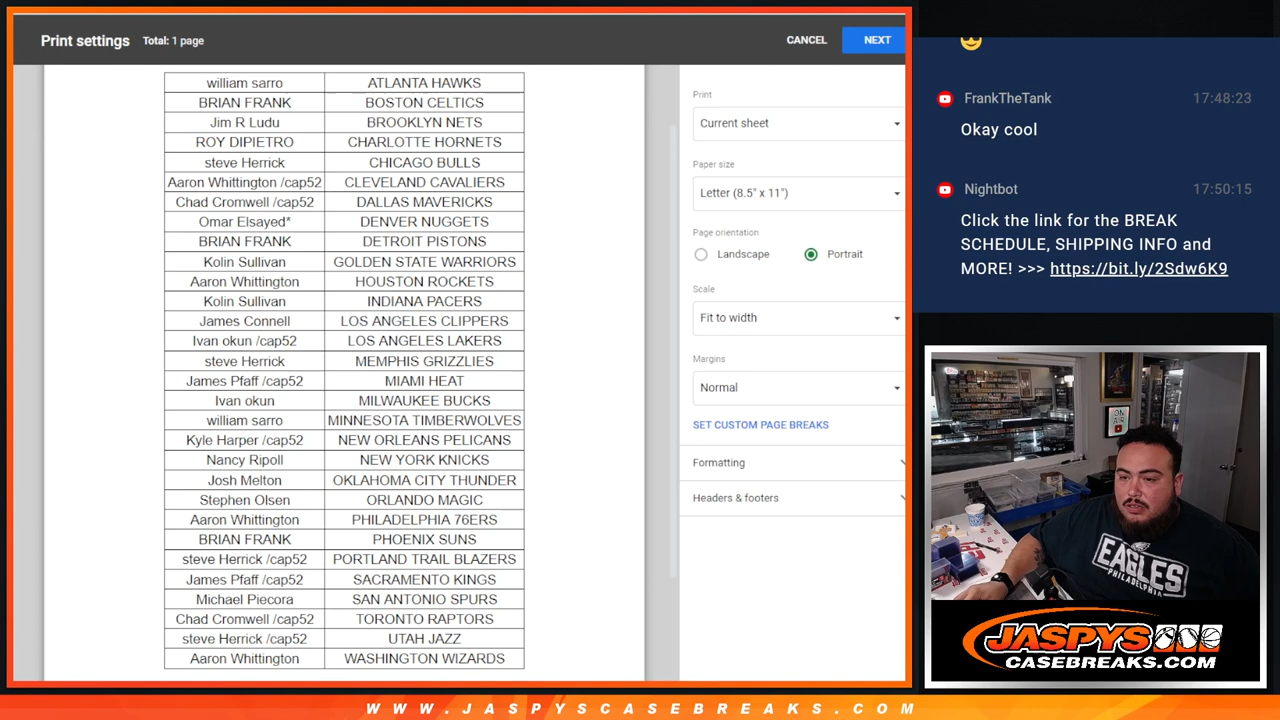 Print settings Total: 1 page CANCEL NEXT
william sarro ATLANTA HAWKS
BRIAN FRANK BOSTON CELTICS
Jim R Ludu BROOKLYN NETS
ROY DIPIETRO CHARLOTTE HORNETS
steve Herrick CHICAGO BULLS
Aaron Whittington /cap52 CLEVELAND CAVALIERS
Chad Cromwell /cap52 DALLAS MAVERICKS
Omar Elsayed* DENVER NUGGETS
BRIAN FRANK DETROIT PISTONS
Kolin Sullivan GOLDEN STATE WARRIORS
Aaron Whittington HOUSTON ROCKETS
Kolin Sullivan INDIANA PACERS
James Connell LOS ANGELES CLIPPERS
Ivan okun /cap52 LOS ANGELES LAKERS
steve Herrick MEMPHIS GRIZZLIES
James Pfaff /cap52 MIAMI HEAT
Ivan okun MILWAUKEE BUCKS
william sarro MINNESOTA TIMBERWOLVES
Kyle Harper /cap52 NEW ORLEANS PELICANS
Nancy Ripoll NEW YORK KNICKS
Josh Melton OKLAHOMA CITY THUNDER
Stephen Olsen ORLANDO MAGIC
Aaron Whittington PHILADELPHIA 76ERS
BRIAN FRANK PHOENIX SUNS
steve Herrick /cap52 PORTLAND TRAIL BLAZERS
James Pfaff /cap52 SACRAMENTO KINGS
Michael Piecora SAN ANTONIO SPURS
Chad Cromwell /cap52 TORONTO RAPTORS
steve Herrick /cap52 UTAH JAZZ
Aaron Whittington WASHINGTON WIZARDS
Print
Current sheet
Paper size
Letter (8.5" x 11")
Page orientation
Landscape Portrait
Scale
Fit to width
Margins
Normal
SET CUSTOM PAGE BREAKS
Formatting
Headers & footers
FrankTheTank 17:48:23
Okay cool
Nightbot 17:50:15
Click the link for the BREAK
SCHEDULE, SHIPPING INFO and
MORE! >>> https://bit.ly/2Sdw6K9
ON
AIR
EAGLES
PHILADELPHIA
JASPYS
CASEBREAKS.COM
WWW.JASPYSCASEBREAKS.COM